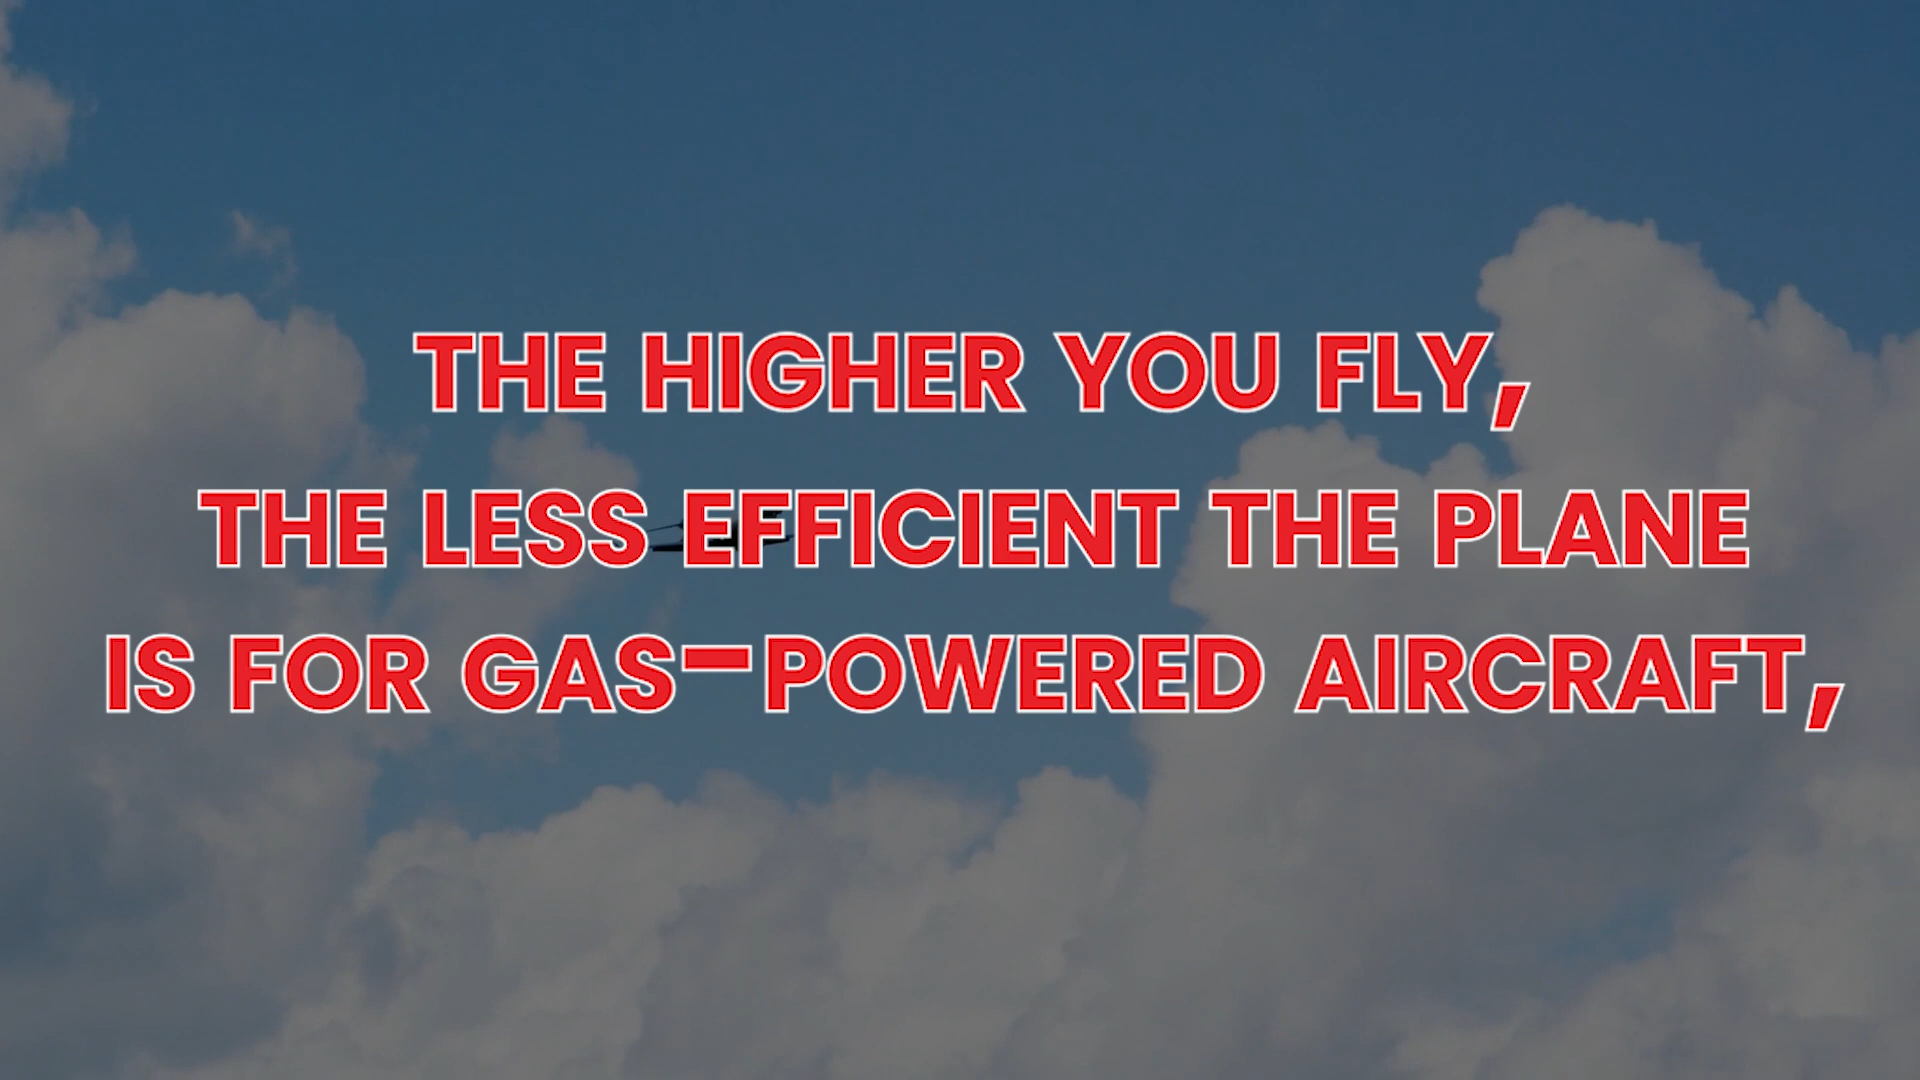 THE HIGHER YOU FLY,
THE LESS EFFICIENT THE PLANE
IS FOR GAS-POWERED AIRCRAFT,